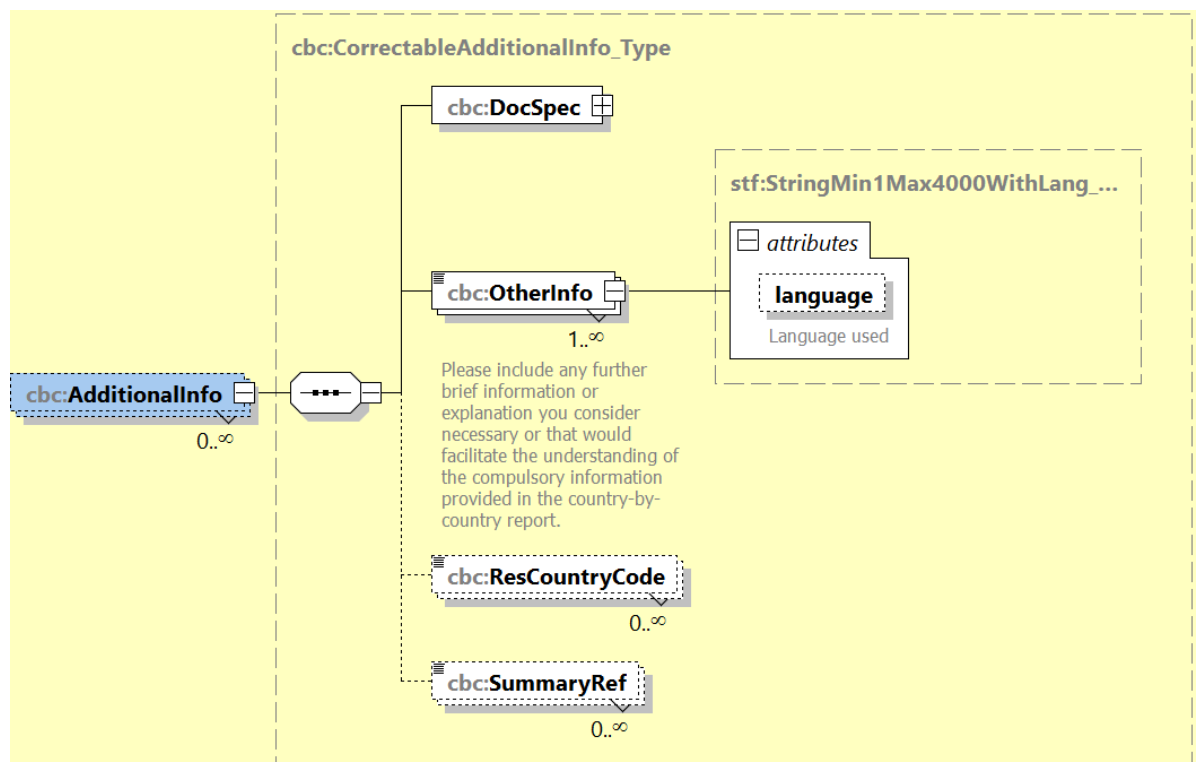 cbc:CorrectableAdditionalInfo_Type
cbc:DocSpec
stf:StringMin1Max4000WithLang_...
attributes
language
Language used
cbc:OtherInfo
1..∞
Please include any further
brief information or
explanation you consider
necessary or that would
facilitate the understanding of
the compulsory information
provided in the country-by-
country report.
cbc:AdditionalInfo
0..∞
cbc:ResCountryCode
0..∞
cbc:SummaryRef
0..∞